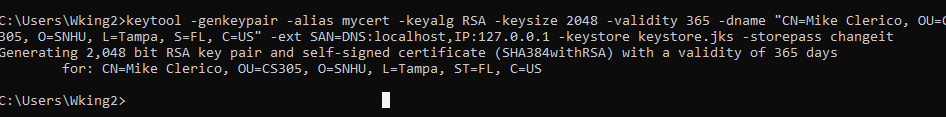 C:\Users\Wking2>keytool -genkeypair -alias mycert -keyalg RSA -keysize 2048 -validity 365 -dname "CN=Mike Clerico, OU=C
305, O=SNHU, L=Tampa, S=FL, C=US" -ext SAN=DNS:localhost,IP:127.0.0.1 -keystore keystore.jks -storepass changeit
Generating 2,048 bit RSA key pair and self-signed certificate (SHA384withRSA) with a validity of 365 days
for: CN=Mike Clerico, OU=CS305, O=SNHU, L=Tampa, ST=FL, C=US
C:\Users\Wking2>